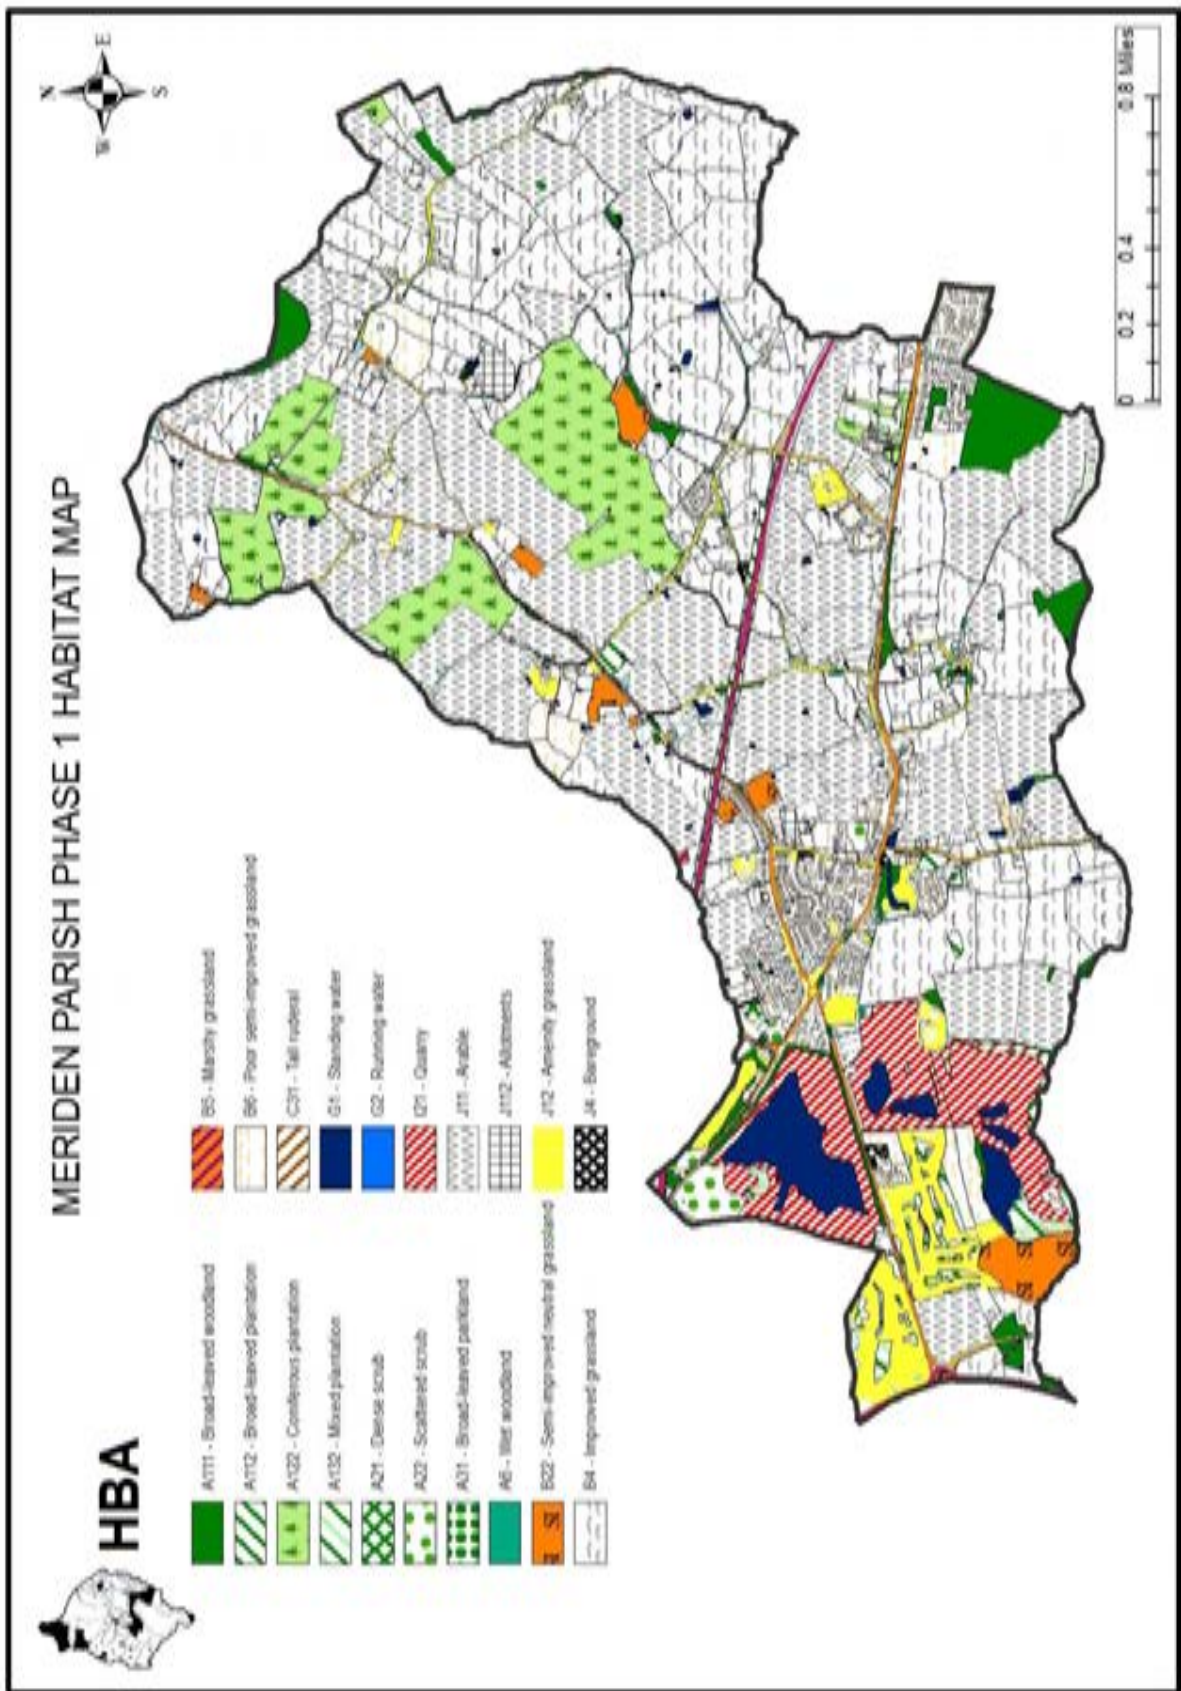 HBA
MERIDEN PARISH PHASE 1 HABITAT MAP
N
W
E
S
A111 - Broad-leaved woodland
A112 - Broad-leaved plantation
A122 - Coniferous plantation
A132 - Mixed plantation
A21 - Dense scrub
A22 - Scattered scrub
A31 - Broad-leaved parkland
A6 - Wet woodland
B22 - Semi-improved neutral grassland
B4 - Improved grassland
B5 - Marshy grassland
B6 - Poor semi-improved grassland
C31 - Tall ruderal
G1 - Standing water
G2 - Running water
I21 - Quarry
J11 - Arable
J112 - Allotments
J12 - Amenity grassland
J4 - Bareground
0 0.2 0.4 0.8 Miles